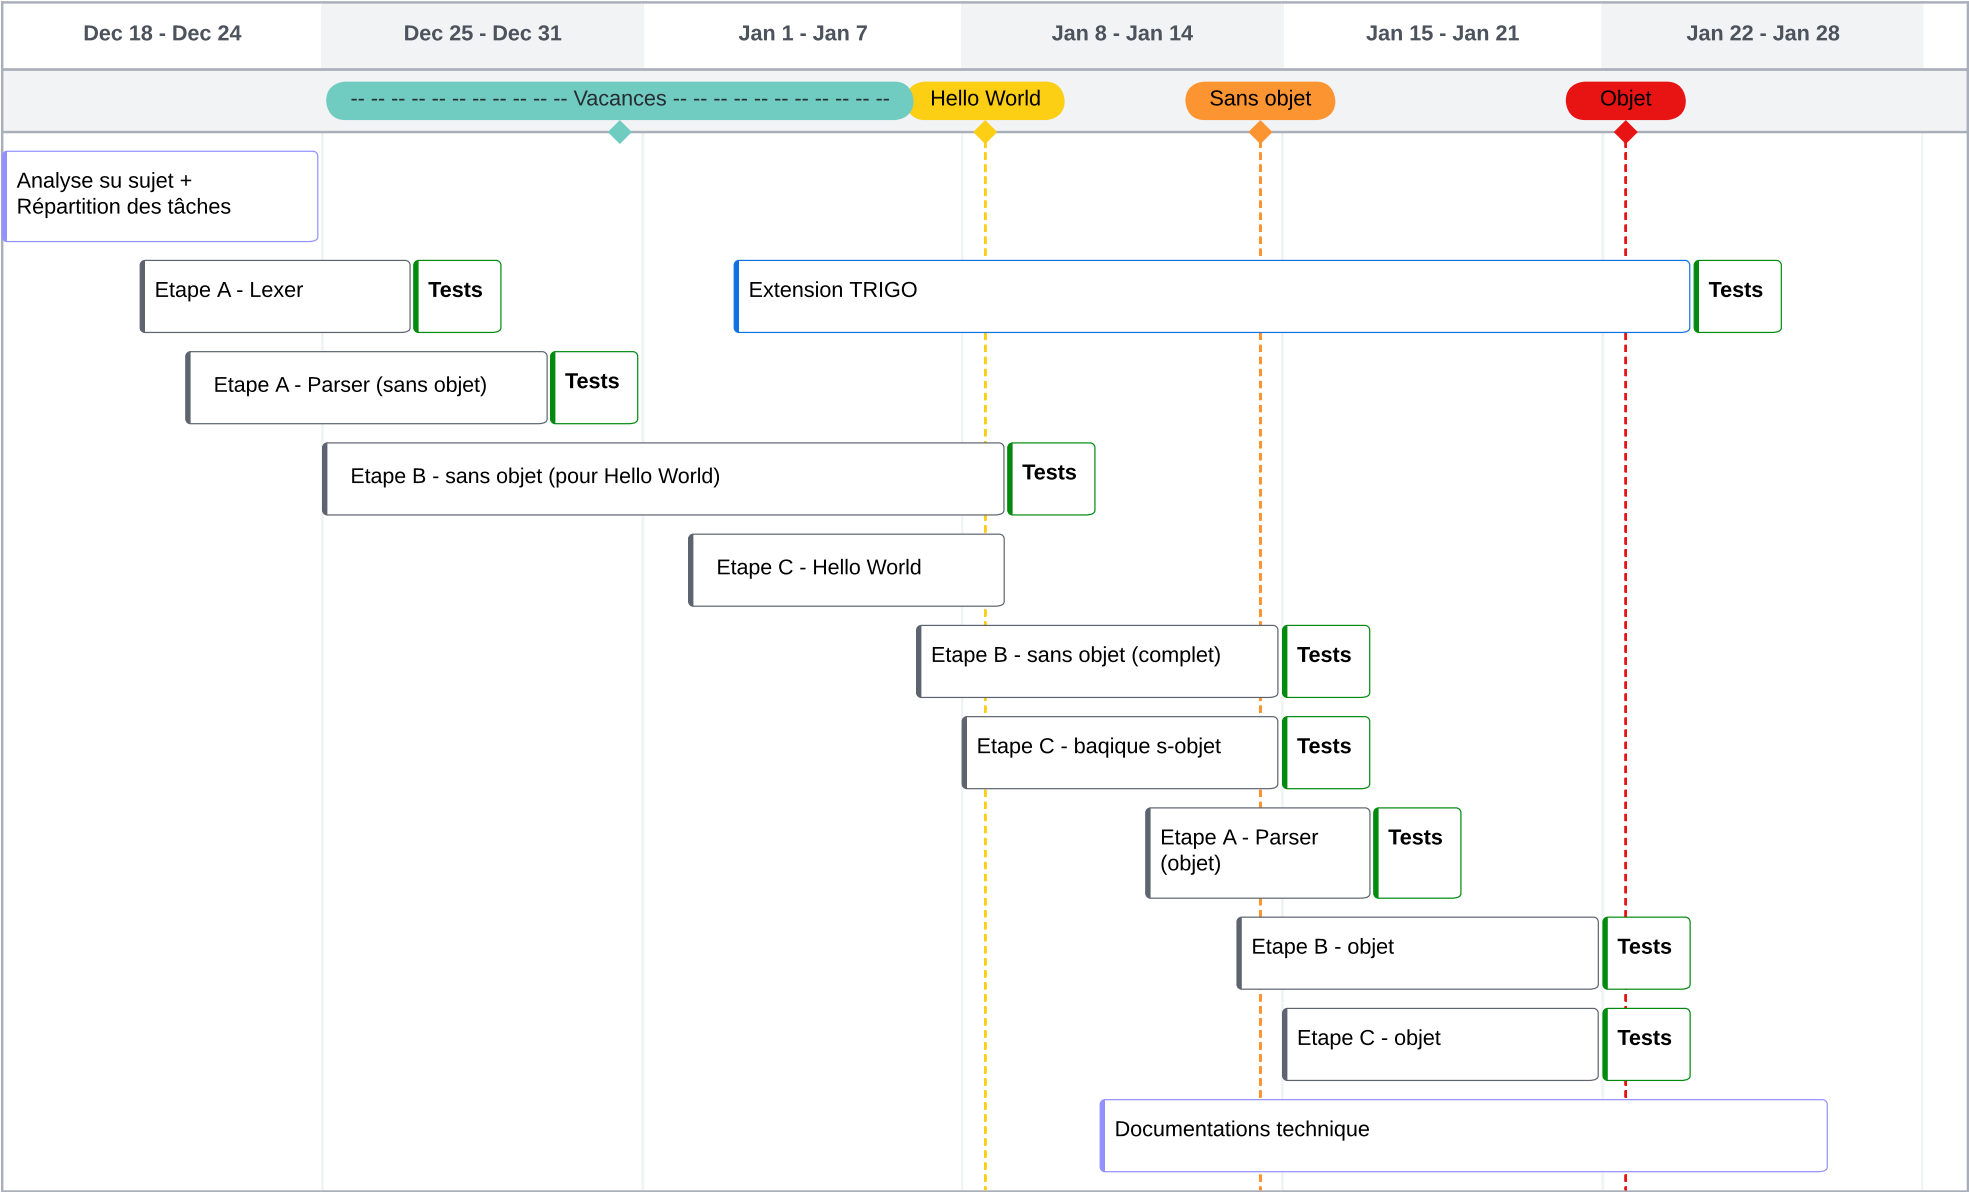 Dec 18 - Dec 24
Dec 25 - Dec 31
Jan 1 - Jan 7
Jan 8 - Jan 14
Jan 15 - Jan 21
Jan 22 - Jan 28
-- -- -- -- -- -- -- -- -- -- -- Vacances -- -- -- -- -- -- -- -- -- -- --
Hello World
Sans objet
Objet
Analyse su sujet +
Répartition des tâches
Etape A - Lexer
Tests
Extension TRIGO
Tests
Etape A - Parser (sans objet)
Tests
Etape B - sans objet (pour Hello World)
Tests
Etape C - Hello World
Etape B - sans objet (complet)
Tests
Etape C - baqique s-objet
Tests
Etape A - Parser
(objet)
Tests
Etape B - objet
Tests
Etape C - objet
Tests
Documentations technique